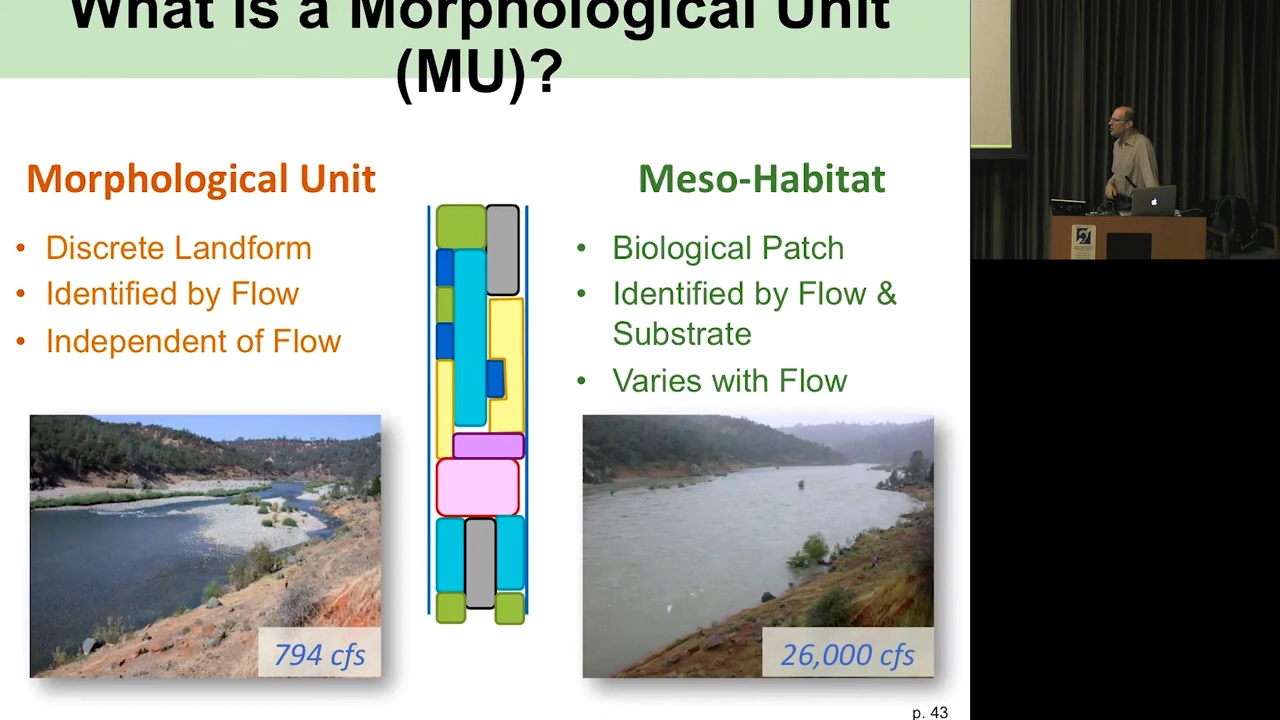 What is a Morphological Unit
(MU)?
Morphological Unit
• Discrete Landform
• Identified by Flow
• Independent of Flow
Meso-Habitat
• Biological Patch
• Identified by Flow &
Substrate
• Varies with Flow
794 cfs
26,000 cfs
p. 43